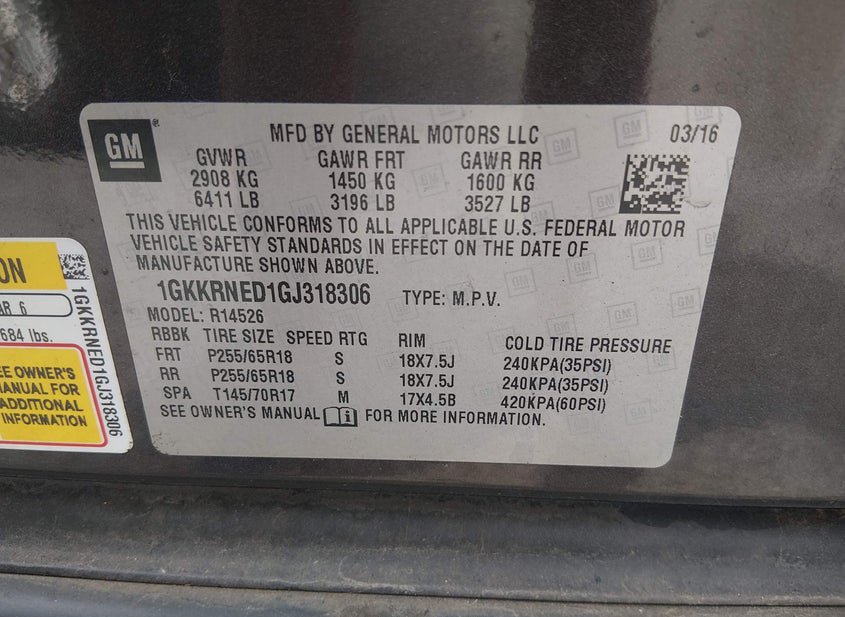 GM
®
MFD BY GENERAL MOTORS LLC 03/16
GVWR GAWR FRT GAWR RR
2908 KG 1450 KG 1600 KG
6411 LB 3196 LB 3527 LB
THIS VEHICLE CONFORMS TO ALL APPLICABLE U.S. FEDERAL MOTOR
VEHICLE SAFETY STANDARDS IN EFFECT ON THE DATE OF
MANUFACTURE SHOWN ABOVE.
1GKKRNED1GJ318306 TYPE: M.P.V.
MODEL: R14526
RBBK TIRE SIZE SPEED RTG RIM COLD TIRE PRESSURE
FRT P255/65R18 S 18X7.5J 240KPA(35PSI)
RR P255/65R18 S 18X7.5J 240KPA(35PSI)
SPA T145/70R17 M 17X4.5B 420KPA(60PSI)
SEE OWNER'S MANUAL i FOR MORE INFORMATION.
ON
AR 6
684 lbs.
EE OWNER'S
ANUAL FOR
ADDITIONAL
INFORMATION
1GKKRNED1GJ318306